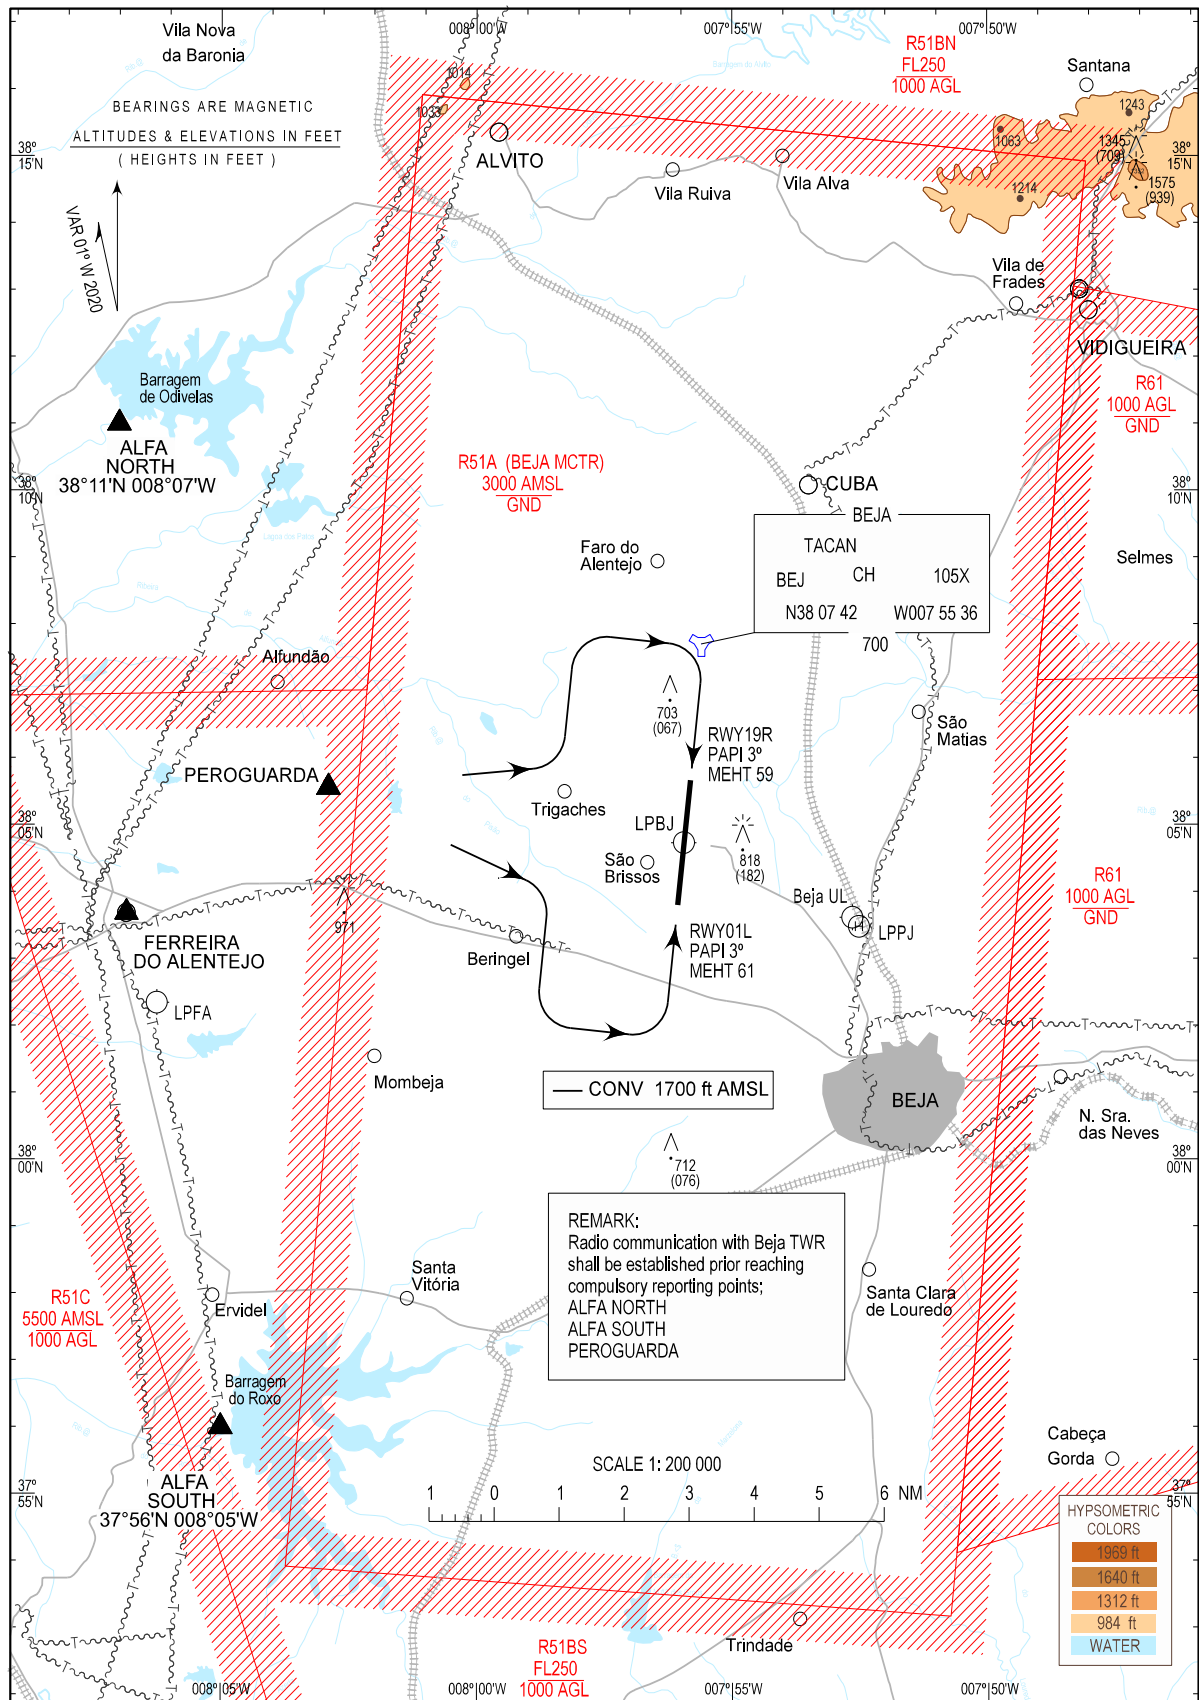 008°00'W
007°55'W
007°50'W
Vila Nova
da Baronia
R51BN
FL250
1000 AGL
Santana
1014
1033
1243
BEARINGS ARE MAGNETIC
ALTITUDES & ELEVATIONS IN FEET
( HEIGHTS IN FEET )
1063
1345
(709)
38°
15'N
38°
15'N
ALVITO
Vila Ruiva
Vila Alva
1214
1575
(939)
VAR 01° W 2020
Vila de
Frades
VIDIGUEIRA
Barragem
de Odivelas
R61
1000 AGL
GND
ALFA
NORTH
38°11'N 008°07'W
R51A (BEJA MCTR)
3000 AMSL
GND
38°
10'N
CUBA
38°
10'N
BEJA
TACAN
BEJ
CH
105X
N38 07 42
W007 55 36
700
Lagoa dos Patos
Faro do
Alentejo
Selmes
Ribeira
Alfundão
703
(067)
São
Matias
RWY19R
PAPI 3º
MEHT 59
PEROGUARDA
Trigaches
38°
05'N
LPBJ
38°
05'N
São
Brissos
818
(182)
R61
1000 AGL
GND
Beja UL
H
LPPJ
971
FERREIRA
DO ALENTEJO
Beringel
RWY01L
PAPI 3º
MEHT 61
LPFA
Mombeja
CONV 1700 ft AMSL
BEJA
N. Sra.
das Neves
38°
00'N
712
(076)
38°
00'N
REMARK:
Radio communication with Beja TWR
shall be established prior reaching
compulsory reporting points;
ALFA NORTH
ALFA SOUTH
PEROGUARDA
Santa
Vitória
R51C
5500 AMSL
1000 AGL
Ervidel
Santa Clara
de Louredo
Barragem
do Roxo
Cabeça
Gorda
SCALE 1: 200 000
1 0 1 2 3 4 5 6 NM
ALFA
SOUTH
37°56'N 008°05'W
37°
55'N
37°
55'N
HYPSOMETRIC
COLORS
1969 ft
1640 ft
1312 ft
984 ft
WATER
Trindade
R51BS
FL250
1000 AGL
008°05'W
008°00'W
007°55'W
007°50'W